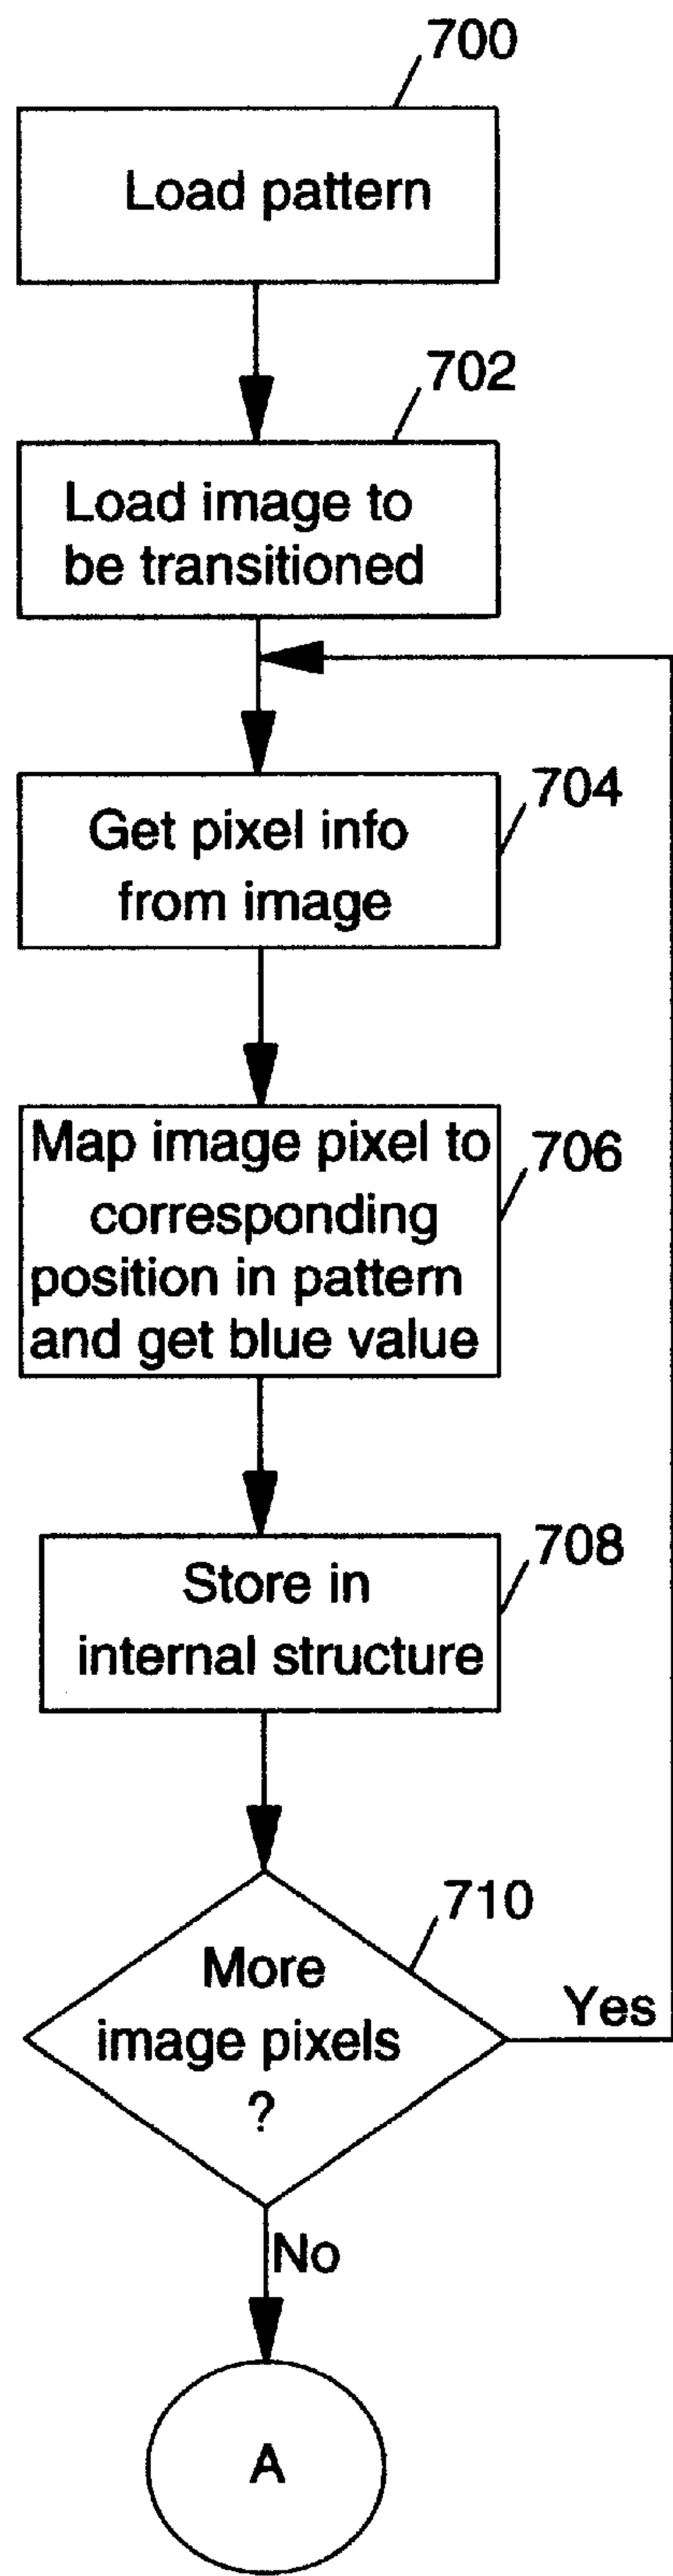 700
Load pattern
702
Load image to
be transitioned
704
Get pixel info
from image
706
Map image pixel to
corresponding
position in pattern
and get blue value
708
Store in
internal structure
710
More
image pixels
?
Yes
No
A